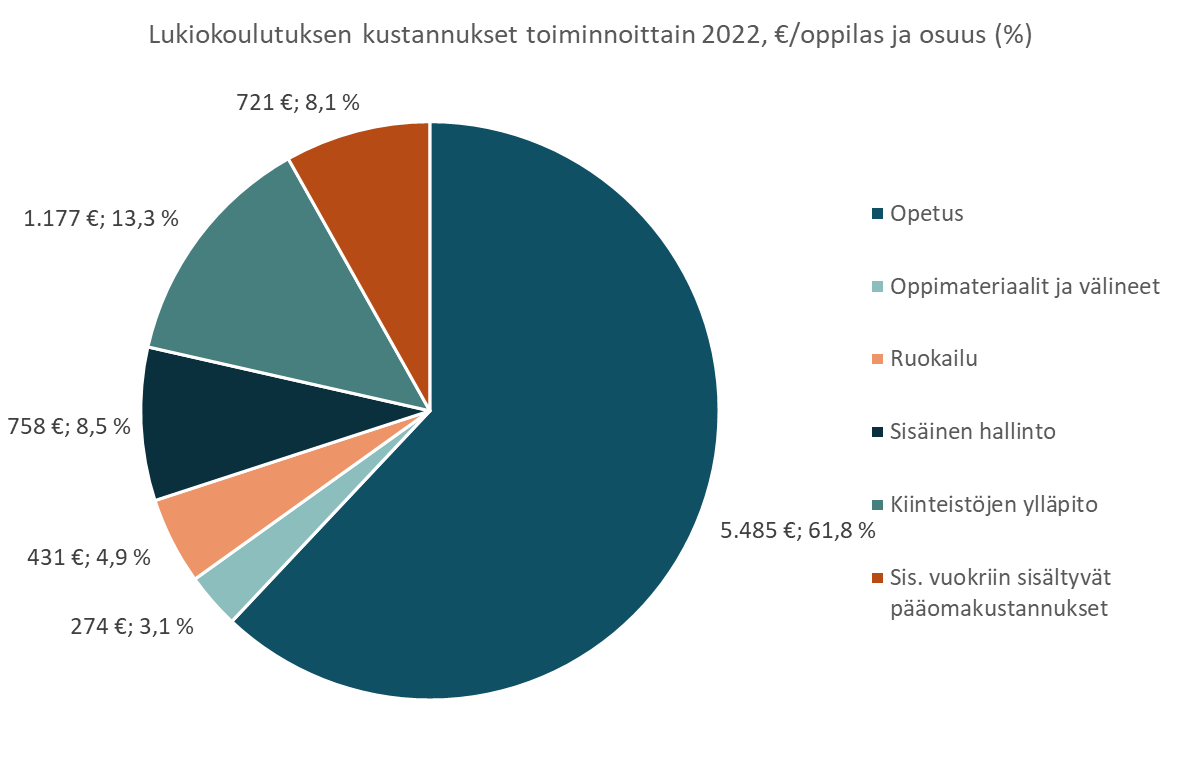 Lukiokoulutuksen kustannukset toiminnoittain 2022, €/oppilas ja osuus (%)
721 €; 8,1 %
1.177 €; 13,3 %
758 €; 8,5 %
431 €; 4,9 %
274 €; 3,1 %
5.485 €; 61,8 %
Opetus
Oppimateriaalit ja välineet
Ruokailu
Sisäinen hallinto
Kiinteistöjen ylläpito
Sis. vuokriin sisältyvät
pääomakustannukset